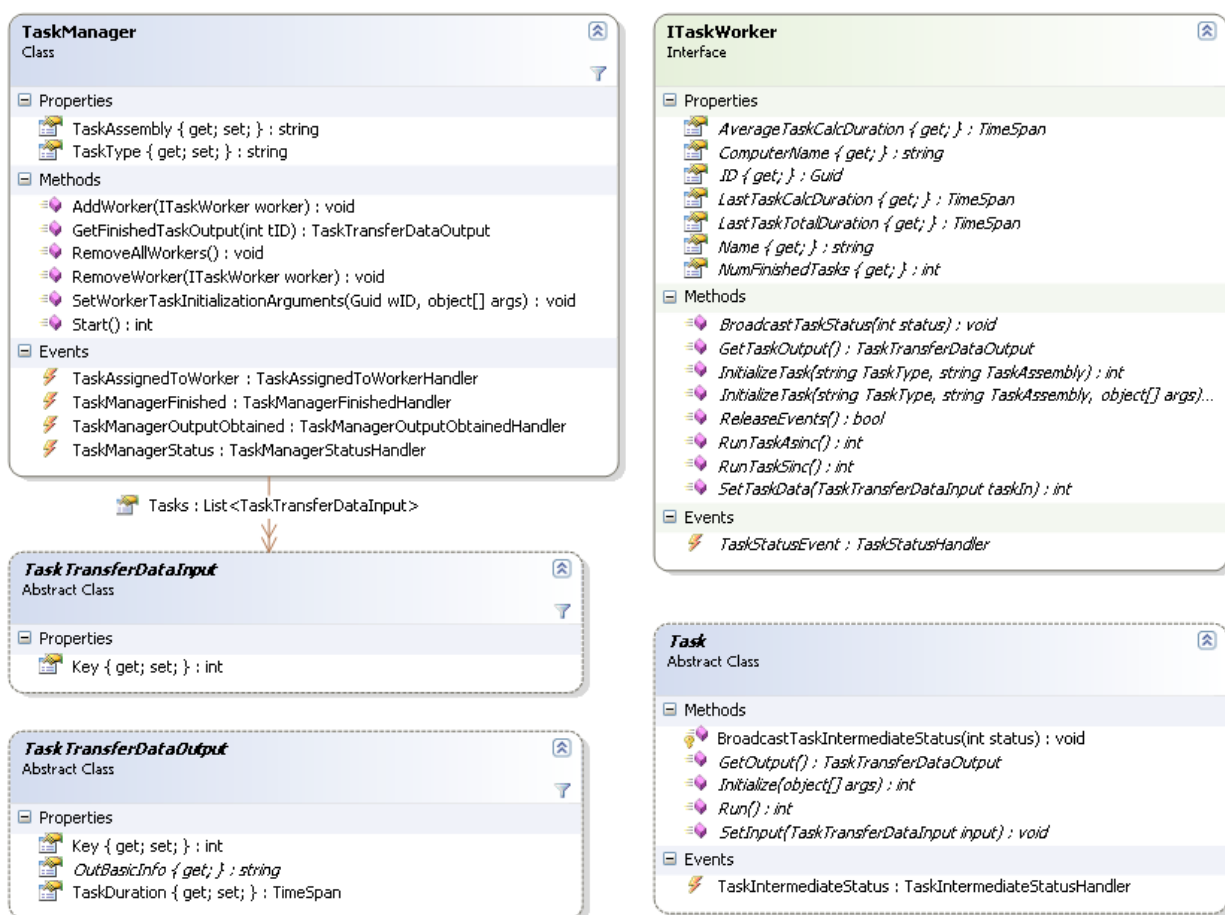 TaskManager
Class
Properties
TaskAssembly { get; set; } : string
TaskType { get; set; } : string
Methods
AddWorker(ITaskWorker worker) : void
GetFinishedTaskOutput(int tID) : TaskTransferDataOutput
RemoveAllWorkers() : void
RemoveWorker(ITaskWorker worker) : void
SetWorkerTaskInitializationArguments(Guid wID, object[] args) : void
Start() : int
Events
TaskAssignedToWorker : TaskAssignedToWorkerHandler
TaskManagerFinished : TaskManagerFinishedHandler
TaskManagerOutputObtained : TaskManagerOutputObtainedHandler
TaskManagerStatus : TaskManagerStatusHandler
Tasks : List<TaskTransferDataInput>
TaskTransferDataInput
Abstract Class
Properties
Key { get; set; } : int
TaskTransferDataOutput
Abstract Class
Properties
Key { get; set; } : int
OutBasicInfo { get; } : string
TaskDuration { get; set; } : TimeSpan
ITaskWorker
Interface
Properties
AverageTaskCalcDuration { get; } : TimeSpan
ComputerName { get; } : string
ID { get; } : Guid
LastTaskCalcDuration { get; } : TimeSpan
LastTaskTotalDuration { get; } : TimeSpan
Name { get; } : string
NumFinishedTasks { get; } : int
Methods
BroadcastTaskStatus(int status) : void
GetTaskOutput() : TaskTransferDataOutput
InitializeTask(string TaskType, string TaskAssembly) : int
InitializeTask(string TaskType, string TaskAssembly, object[] args)...
ReleaseEvents() : bool
RunTaskAsinc() : int
RunTaskSinc() : int
SetTaskData(TaskTransferDataInput taskIn) : int
Events
TaskStatusEvent : TaskStatusHandler
Task
Abstract Class
Methods
BroadcastTaskIntermediateStatus(int status) : void
GetOutput() : TaskTransferDataOutput
Initialize(object[] args) : int
Run() : int
SetInput(TaskTransferDataInput input) : void
Events
TaskIntermediateStatus : TaskIntermediateStatusHandler